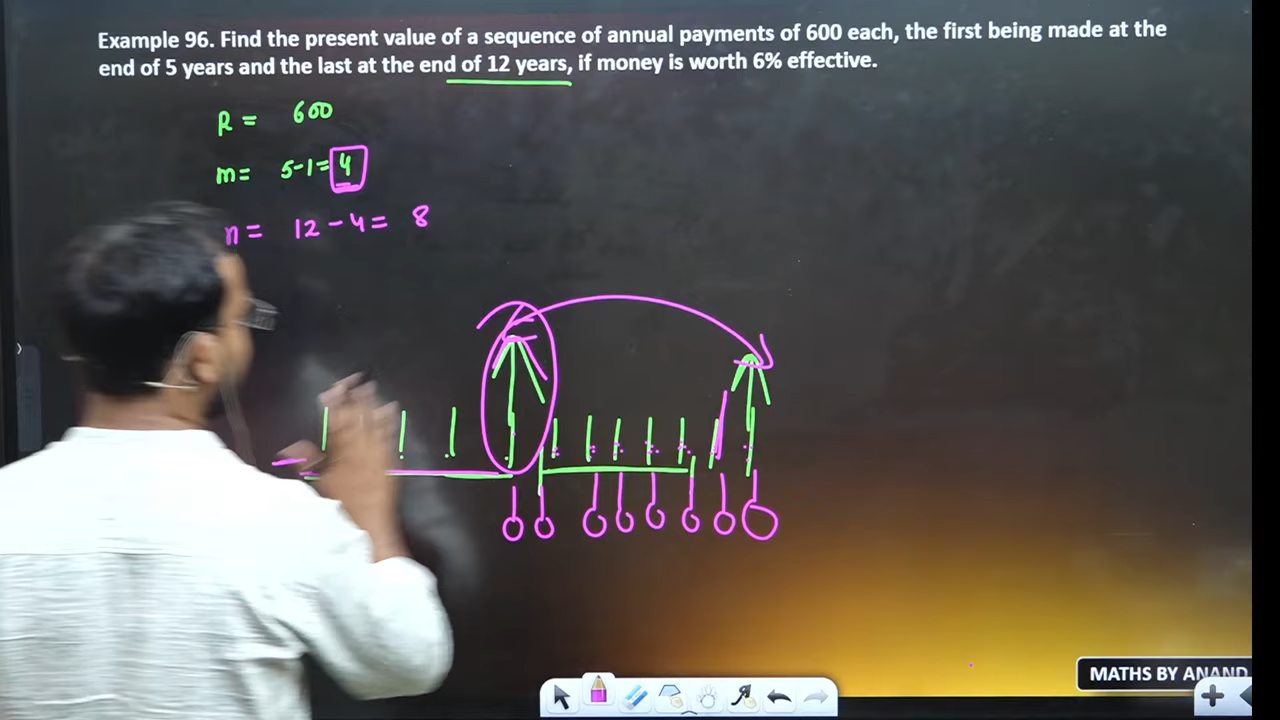 Example 96. Find the present value of a sequence of annual payments of 600 each, the first being made at the
end of 5 years and the last at the end of 12 years, if money is worth 6% effective.
R = 600
m = 5-1= 4
n = 12 - 4 = 8
MATHS BY ANAND